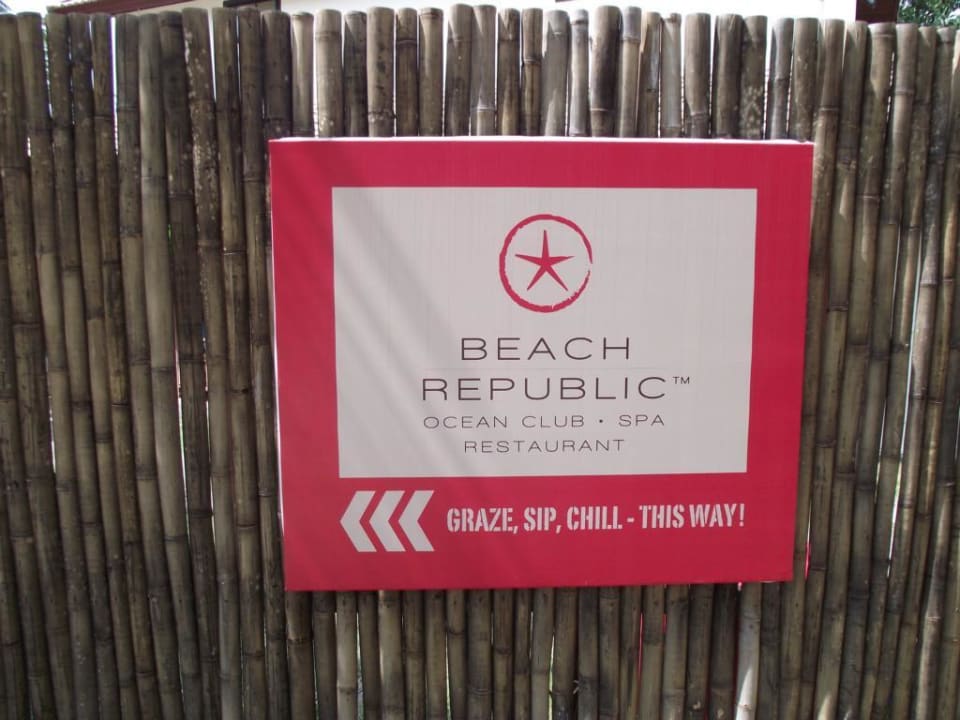 BEACH
REPUBLIC™
OCEAN CLUB • SPA
RESTAURANT
GRAZE, SIP, CHILL - THIS WAY!